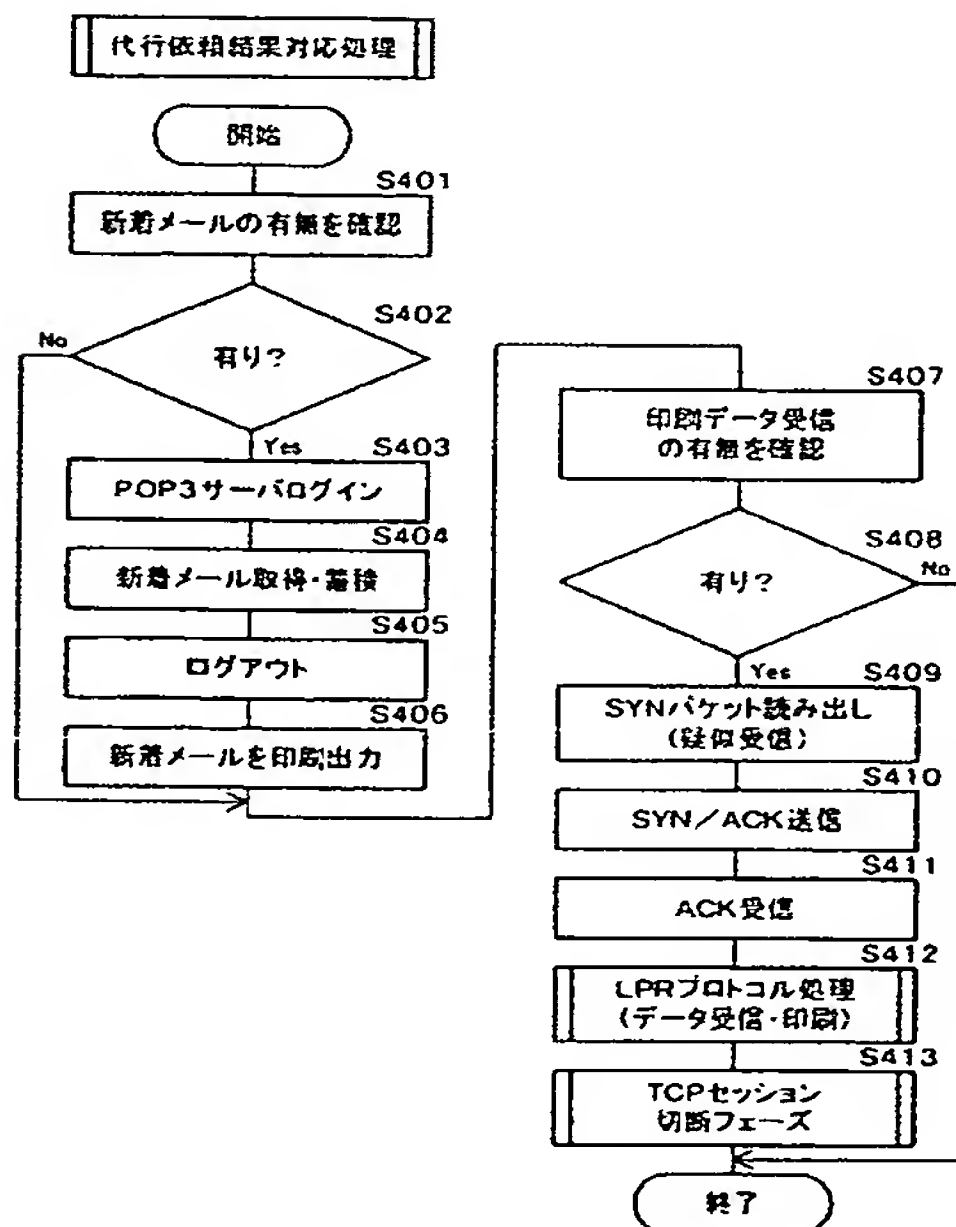 代行依頼結果対応処理
開始
S401
新着メールの有無を確認
S402
No
有り?
Yes
S403
POP3サーバログイン
S404
新着メール取得・蓄積
S405
ログアウト
S406
新着メールを印刷出力
S407
印刷データ受信
の有無を確認
S408
No
有り?
Yes
S409
SYNパケット読み出し
(疑似受信)
S410
SYN/ACK送信
S411
ACK受信
S412
LPRプロトコル処理
(データ受信・印刷)
S413
TCPセッション
切断フェーズ
終了